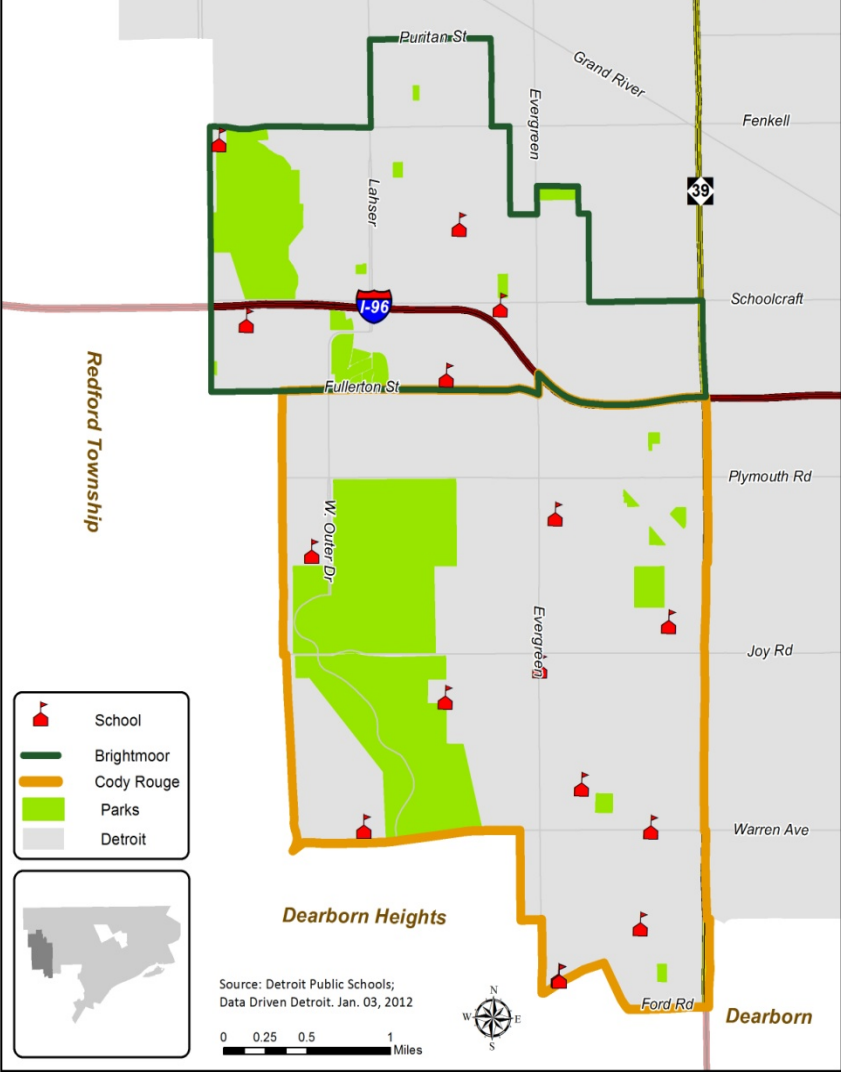 Puritan St
Grand River
Evergreen
Fenkell
39
Lahser
Schoolcraft
I-96
Fullerton St
Redford Township
Plymouth Rd
W. Outer Dr
Evergreen
Joy Rd
School
Brightmoor
Cody Rouge
Parks
Detroit
Warren Ave
Dearborn Heights
Source: Detroit Public Schools;
Data Driven Detroit. Jan. 03, 2012
N
W
E
S
Ford Rd
Dearborn
0 0.25 0.5 1
Miles